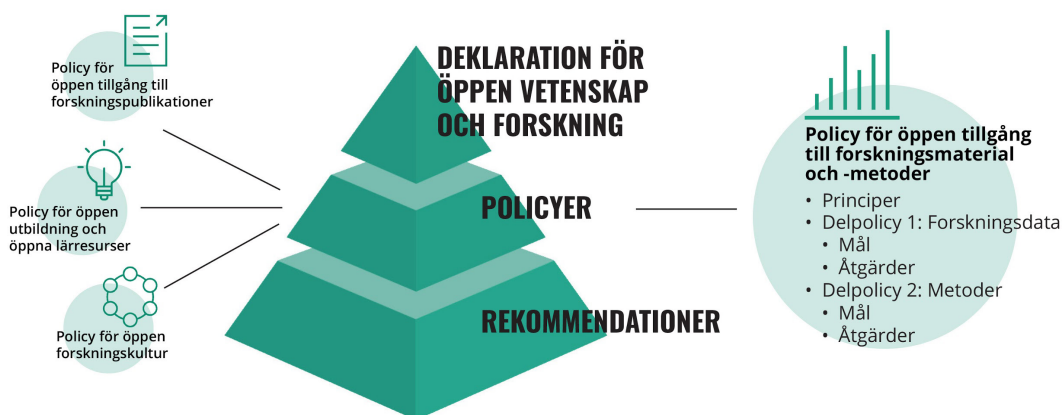 Policy för
öppen tillgång till
forskningspublikationer
Policy för öppen
utbildning och
öppna lärresurser
Policy för öppen
forskningskultur
DEKLARATION FÖR
ÖPPEN VETENSKAP
OCH FORSKNING
POLICYER
REKOMMENDATIONER
Policy för öppen tillgång
till forskningsmaterial
och -metoder
• Principer
• Delpolicy 1: Forskningsdata
• Mål
• Åtgärder
• Delpolicy 2: Metoder
• Mål
• Åtgärder